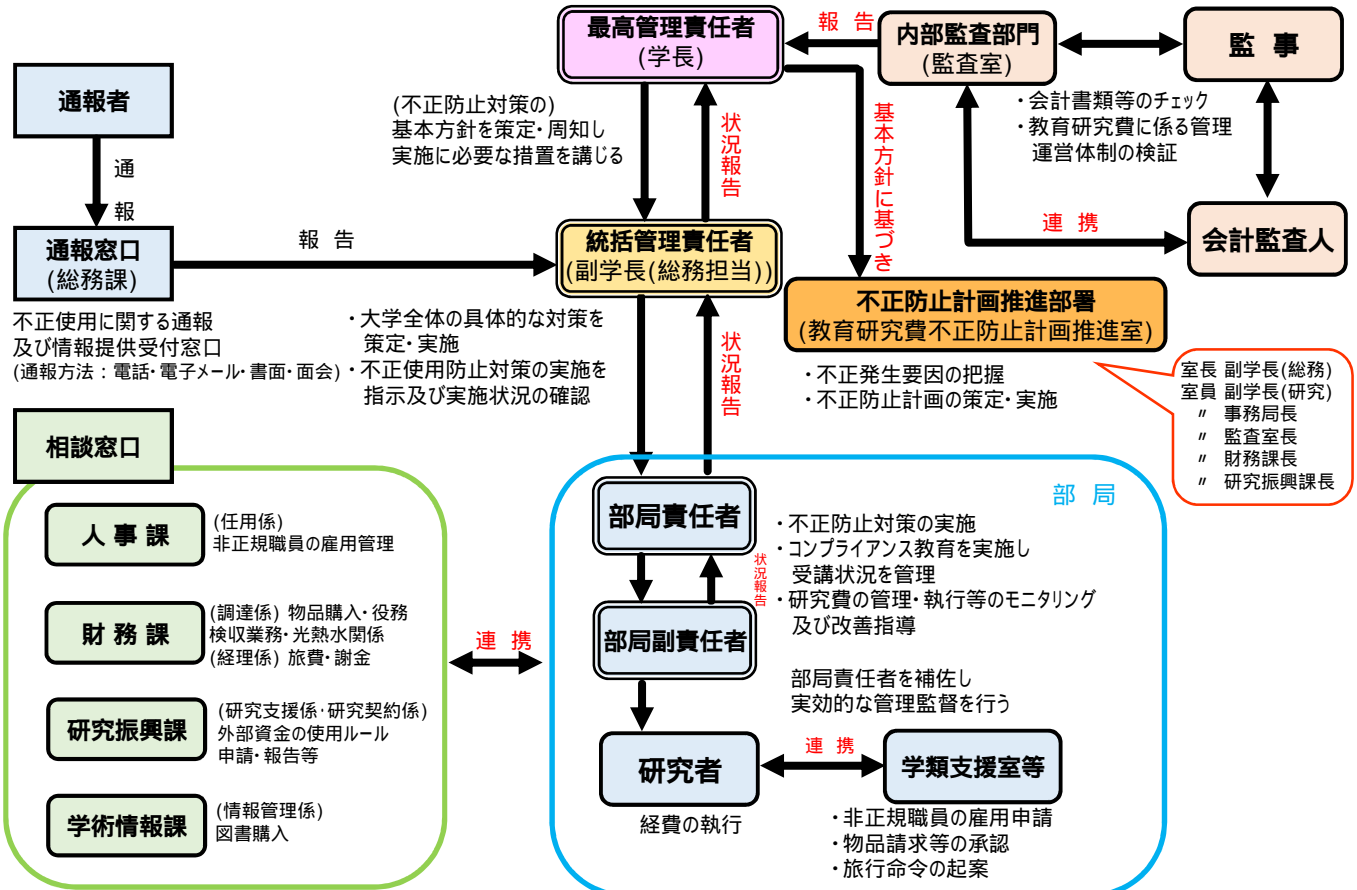 最高管理責任者
(学長)
報 告
内部監査部門
(監査室)
監 事
・会計書類等のチェック
・教育研究費に係る管理
運営体制の検証
通報者
通
報
(不正防止対策の)
基本方針を策定・周知し
実施に必要な措置を講じる
状況報告
基本方針に基づき
連 携
会計監査人
通報窓口
(総務課)
報 告
統括管理責任者
(副学長(総務担当))
不正防止計画推進部署
(教育研究費不正防止計画推進室)
不正使用に関する通報
及び情報提供受付窓口
(通報方法：電話・電子メール・書面・面会)
・大学全体の具体的な対策を
策定・実施
・不正使用防止対策の実施を
指示及び実施状況の確認
状況報告
・不正発生要因の把握
・不正防止計画の策定・実施
室長 副学長(総務)
室員 副学長(研究)
〃 事務局長
〃 監査室長
〃 財務課長
〃 研究振興課長
相談窓口
人 事 課
(任用係)
非正規職員の雇用管理
財 務 課
(調達係) 物品購入・役務
検収業務・光熱水関係
(経理係) 旅費・謝金
研究振興課
(研究支援係・研究契約係)
外部資金の使用ルール
申請・報告等
学術情報課
(情報管理係)
図書購入
連 携
部 局
部局責任者
・不正防止対策の実施
・コンプライアンス教育を実施し
受講状況を管理
・研究費の管理・執行等のモニタリング
及び改善指導
状況報告
部局副責任者
部局責任者を補佐し
実効的な管理監督を行う
研究者
経費の執行
連 携
学類支援室等
・非正規職員の雇用申請
・物品請求等の承認
・旅行命令の起案